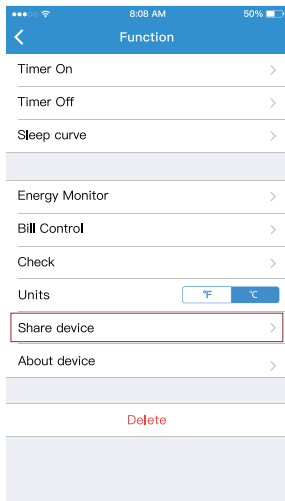 8:08 AM
50%
Function
Timer On
Timer Off
Sleep curve
Energy Monitor
Bill Control
Check
Units
°F
°C
Share device
About device
Delete